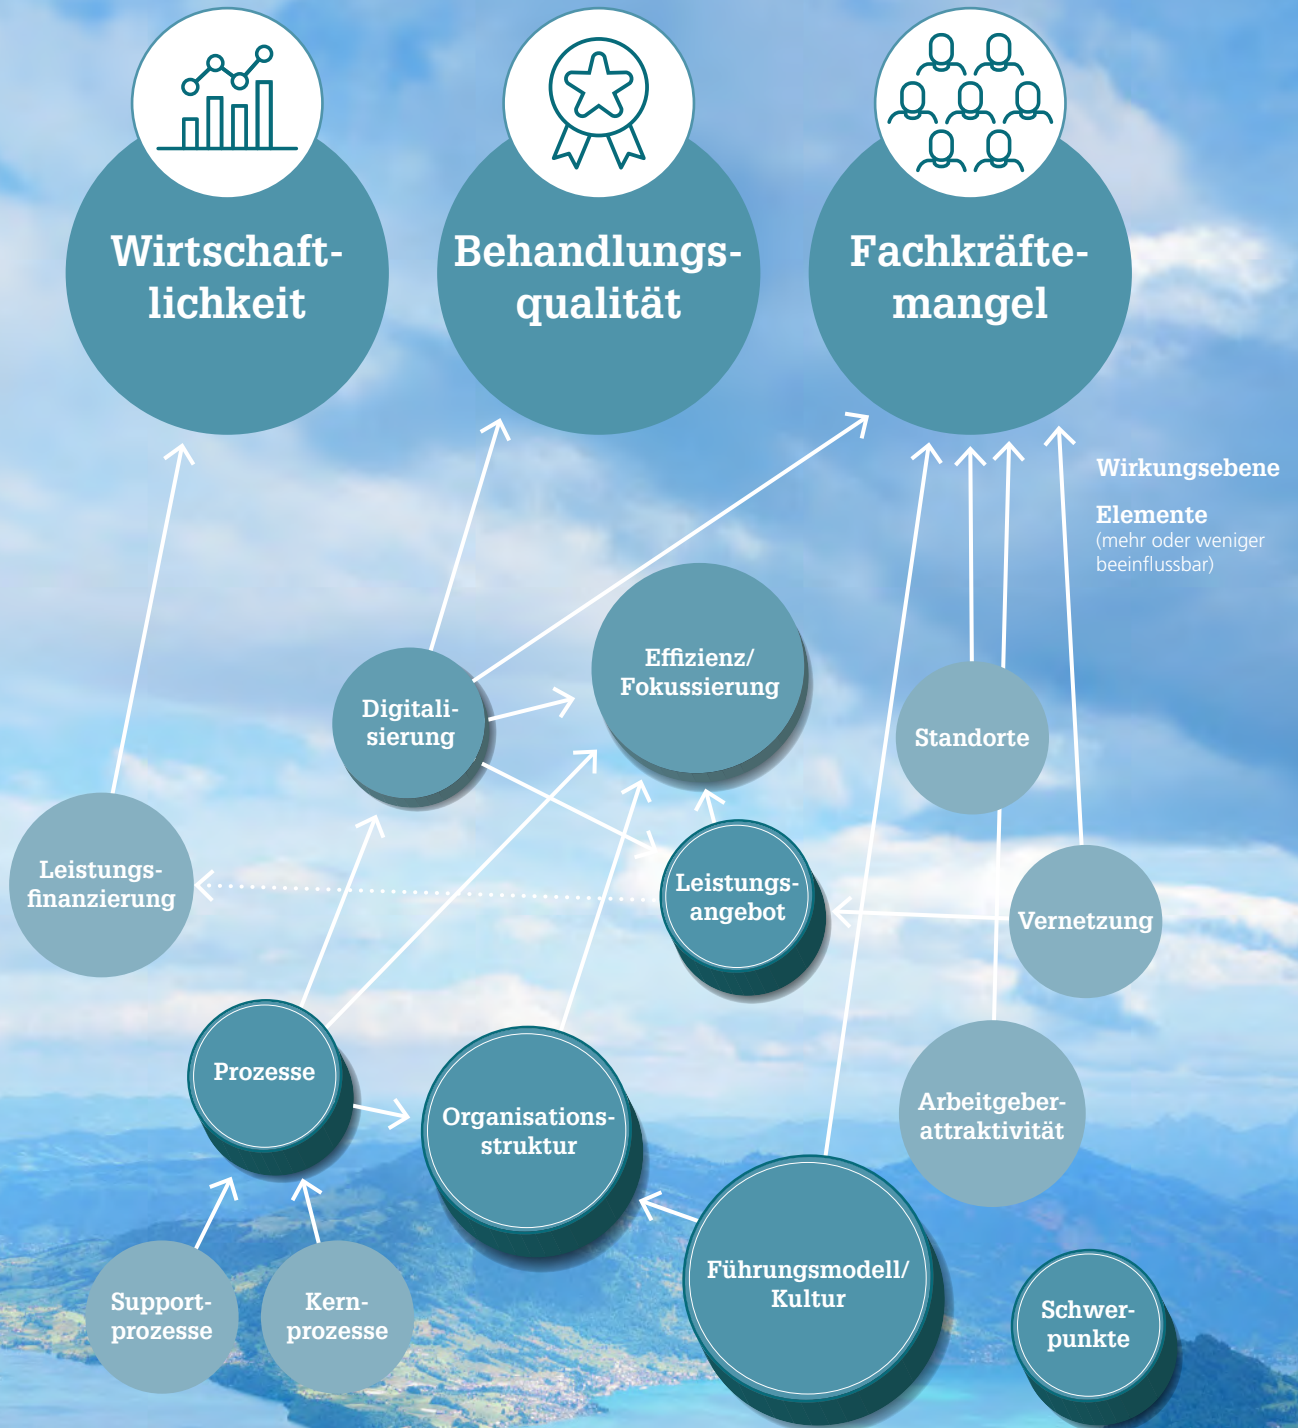 Wirtschaft-
lichkeit
Behandlungs-
qualität
Fachkräfte-
mangel
Wirkungsebene
Elemente
(mehr oder weniger
beeinflussbar)
Effizienz/
Fokussierung
Digitali-
sierung
Standorte
Leistungs-
finanzierung
Leistungs-
angebot
Vernetzung
Prozesse
Organisations-
struktur
Arbeitgeber-
attraktivität
Führungsmodell/
Kultur
Support-
prozesse
Kern-
prozesse
Schwer-
punkte